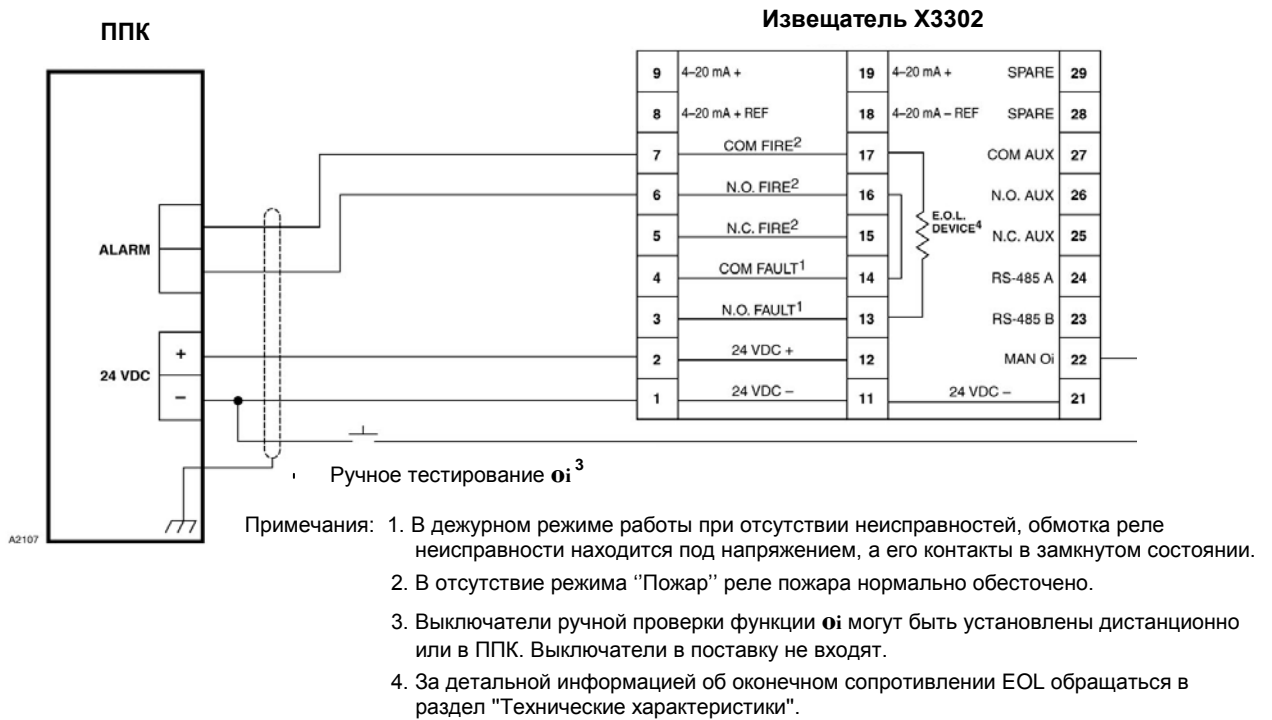 ППК
Извещатель X3302
9 4–20 mA + 19 4–20 mA + SPARE 29
8 4–20 mA + REF 18 4–20 mA – REF SPARE 28
7 COM FIRE2 17 COM AUX 27
6 N.O. FIRE2 16 N.O. AUX 26
E.O.L.
DEVICE4
5 N.C. FIRE2 15 N.C. AUX 25
ALARM
4 COM FAULT1 14 RS-485 A 24
3 N.O. FAULT1 13 RS-485 B 23
+
2 24 VDC + 12 MAN Oi 22
24 VDC
–
1 24 VDC – 11 24 VDC – 21
Ручное тестирование oi 3
A2107
Примечания: 1. В дежурном режиме работы при отсутствии неисправностей, обмотка реле
неисправности находится под напряжением, а его контакты в замкнутом состоянии.
2. В отсутствие режима ‘’Пожар’’ реле пожара нормально обесточено.
3. Выключатели ручной проверки функции oi могут быть установлены дистанционно
или в ППК. Выключатели в поставку не входят.
4. За детальной информацией об оконечном сопротивлении EOL обращаться в
раздел "Технические характеристики".